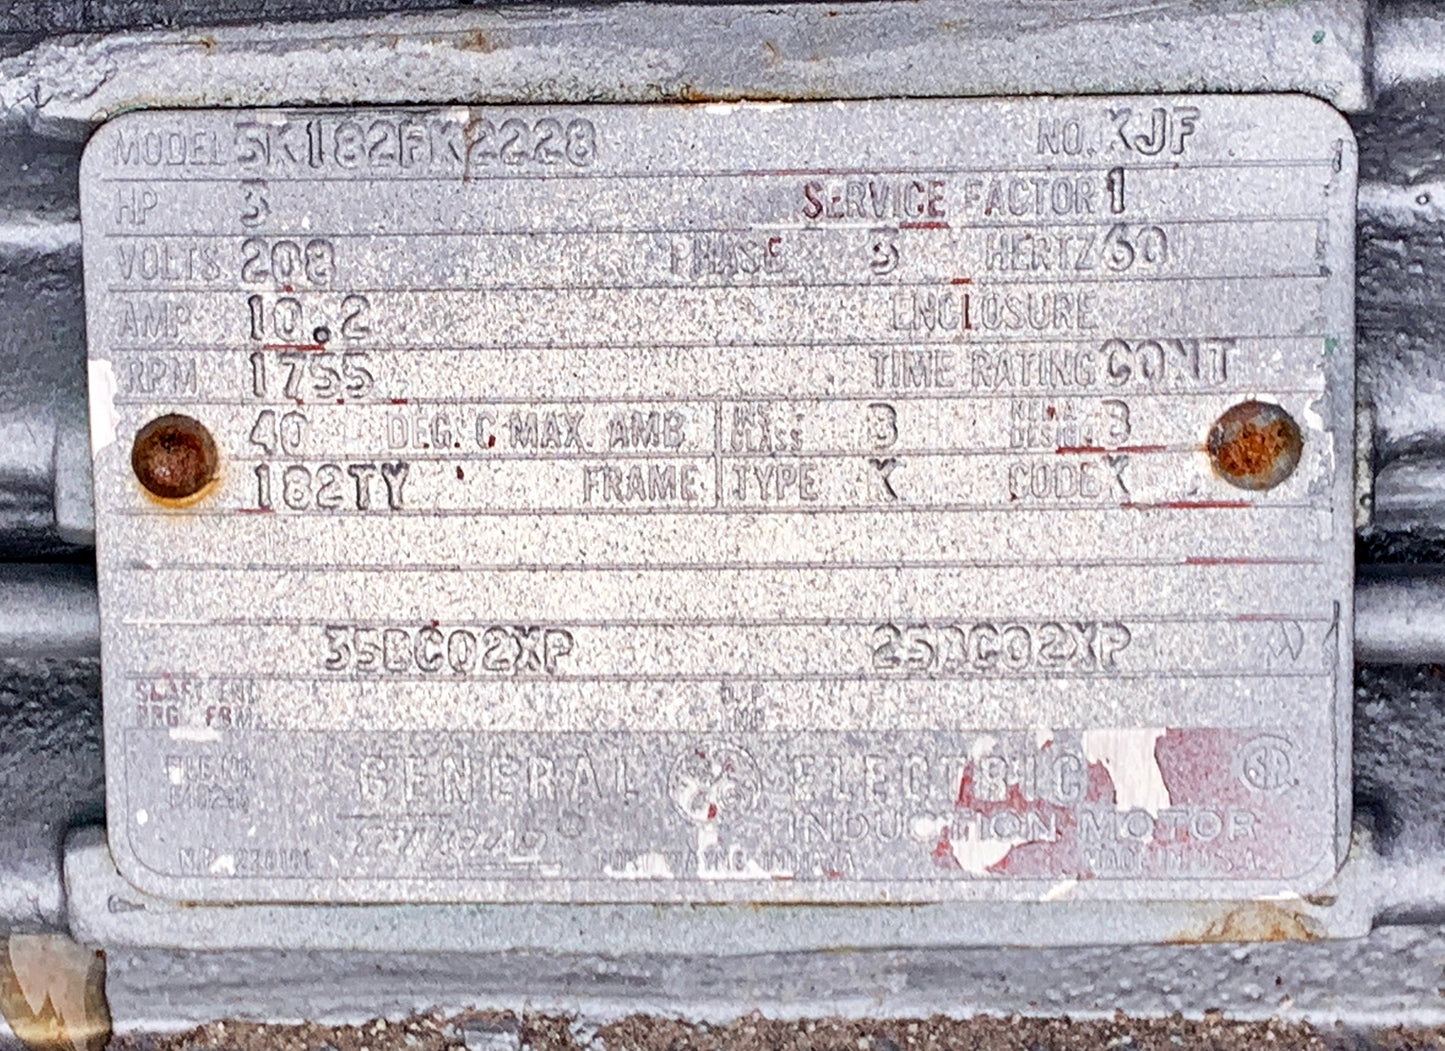 MODEL 5K182FK2228 NO. KJF
HP 3 SERVICE FACTOR 1
VOLTS 208 PHASE 3 HERTZ 60
AMP 10.2 ENCLOSURE
RPM 1755 TIME RATING CONT
40 DEG. C MAX. AMB. INS CLASS B NEMA DESIGN B
182TY FRAME TYPE K CODE K
35BC02XP 25BC02XP
SHAFT END
BRG. FRM
GENERAL ELECTRIC
INDUCTION MOTOR
FORT WAYNE, INDIANA MADE IN U.S.A.